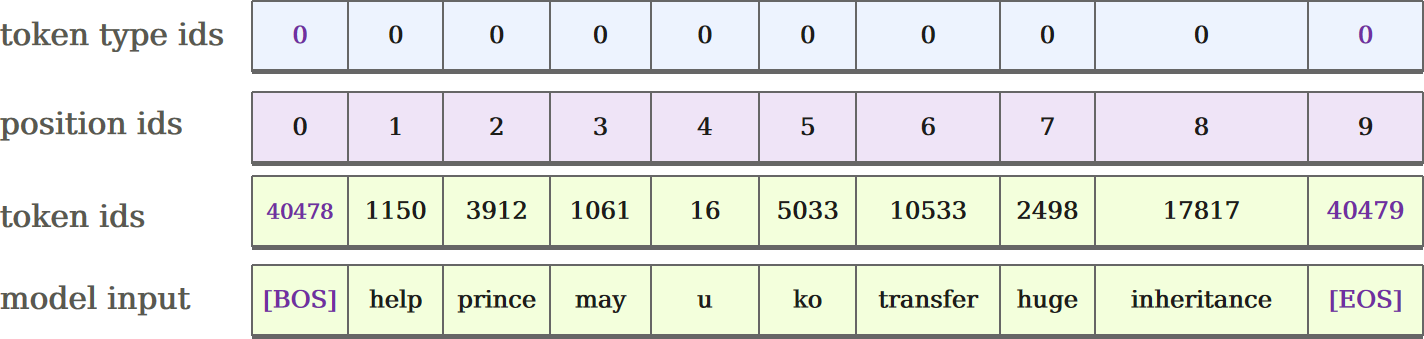 token type ids 0 0 0 0 0 0 0 0 0 0
position ids 0 1 2 3 4 5 6 7 8 9
token ids 40478 1150 3912 1061 16 5033 10533 2498 17817 40479
model input [BOS] help prince may u ko transfer huge inheritance [EOS]